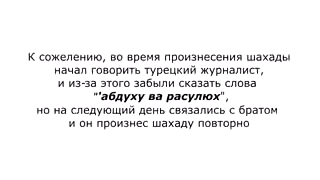 К сожелению, во время произнесения шахады
начал говорить турецкий журналист,
и из-за этого забыли сказать слова
"'абдуху ва расулюх",
но на следующий день связались с братом
и он произнес шахаду повторно